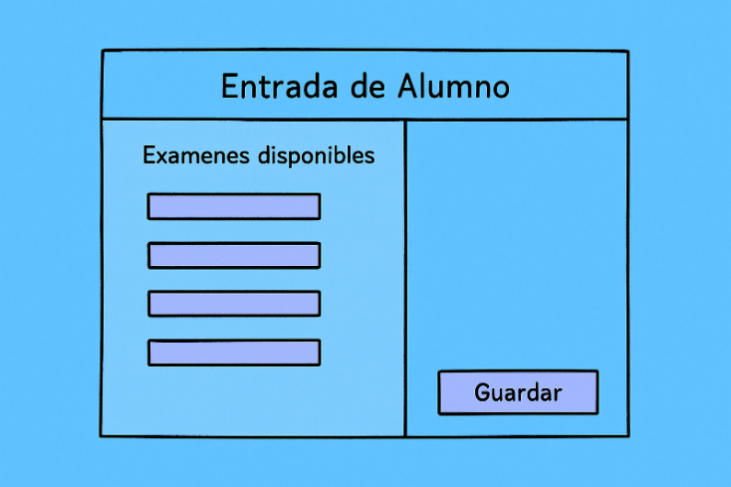 Entrada de Alumno
Examenes disponibles
Guardar